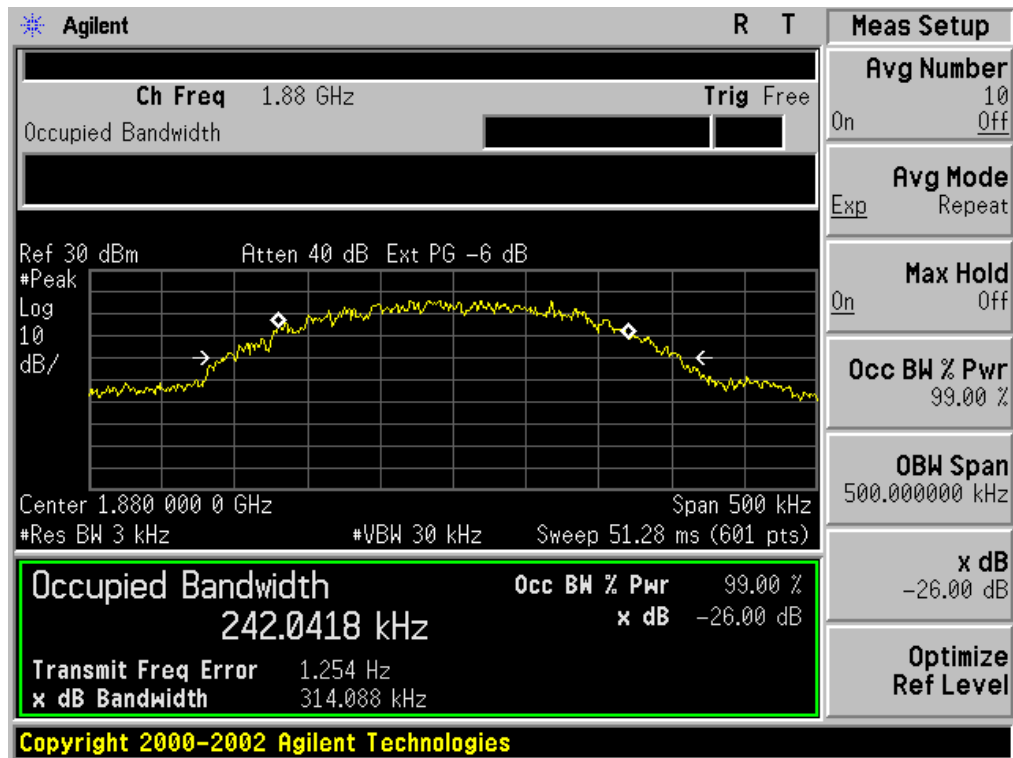 Agilent R T
Ch Freq 1.88 GHz Trig Free
Occupied Bandwidth
Ref 30 dBm Atten 40 dB Ext PG -6 dB
#Peak
Log
10
dB/
Center 1.880 000 0 GHz Span 500 kHz
#Res BW 3 kHz #VBW 30 kHz Sweep 51.28 ms (601 pts)
Occupied Bandwidth Occ BW % Pwr 99.00 %
242.0418 kHz x dB -26.00 dB
Transmit Freq Error 1.254 Hz
x dB Bandwidth 314.088 kHz
Copyright 2000-2002 Agilent Technologies
Meas Setup
Avg Number
10
On Off
Avg Mode
Exp Repeat
Max Hold
On Off
Occ BW % Pwr
99.00 %
OBW Span
500.000000 kHz
x dB
-26.00 dB
Optimize
Ref Level